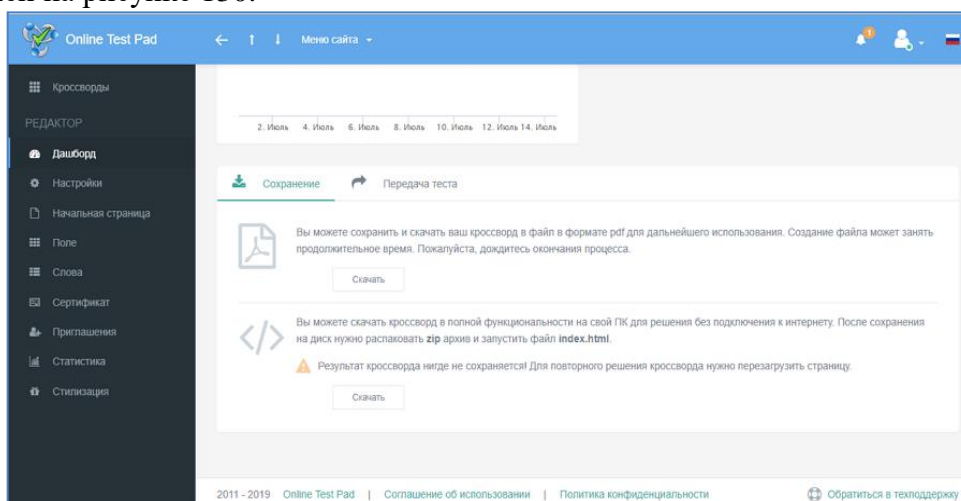 на рисунке 136.
Online Test Pad
Меню сайта
1
Кроссворды
РЕДАКТОР
Дашборд
Настройки
Начальная страница
Поле
Слова
Сертификат
Приглашения
Статистика
Стилизация
2. Июль 4. Июль 6. Июль 8. Июль 10. Июль 12. Июль 14. Июль
Сохранение Передача теста
Вы можете сохранить и скачать ваш кроссворд в файл в формате pdf для дальнейшего использования. Создание файла может занять
продолжительное время. Пожалуйста, дождитесь окончания процесса.
Скачать
Вы можете скачать кроссворд в полной функциональности на свой ПК для решения без подключения к интернету. После сохранения
на диск нужно распаковать zip архив и запустить файл index.html.
Результат кроссворда нигде не сохраняется! Для повторного решения кроссворда нужно перезагрузить страницу.
Скачать
2011 - 2019 Online Test Pad | Соглашение об использовании | Политика конфиденциальности Обратиться в техподдержку